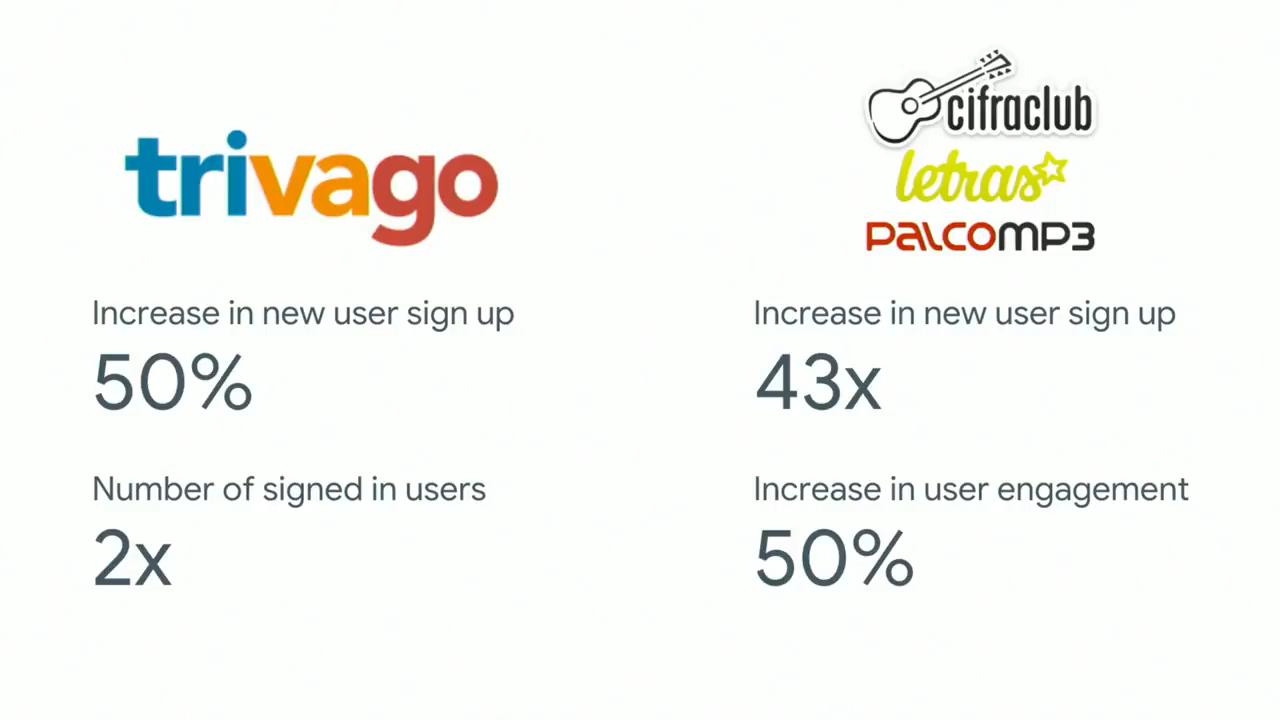 trivago
Increase in new user sign up
50%
Number of signed in users
2x
cifraclub
letras
PALCOMP3
Increase in new user sign up
43x
Increase in user engagement
50%